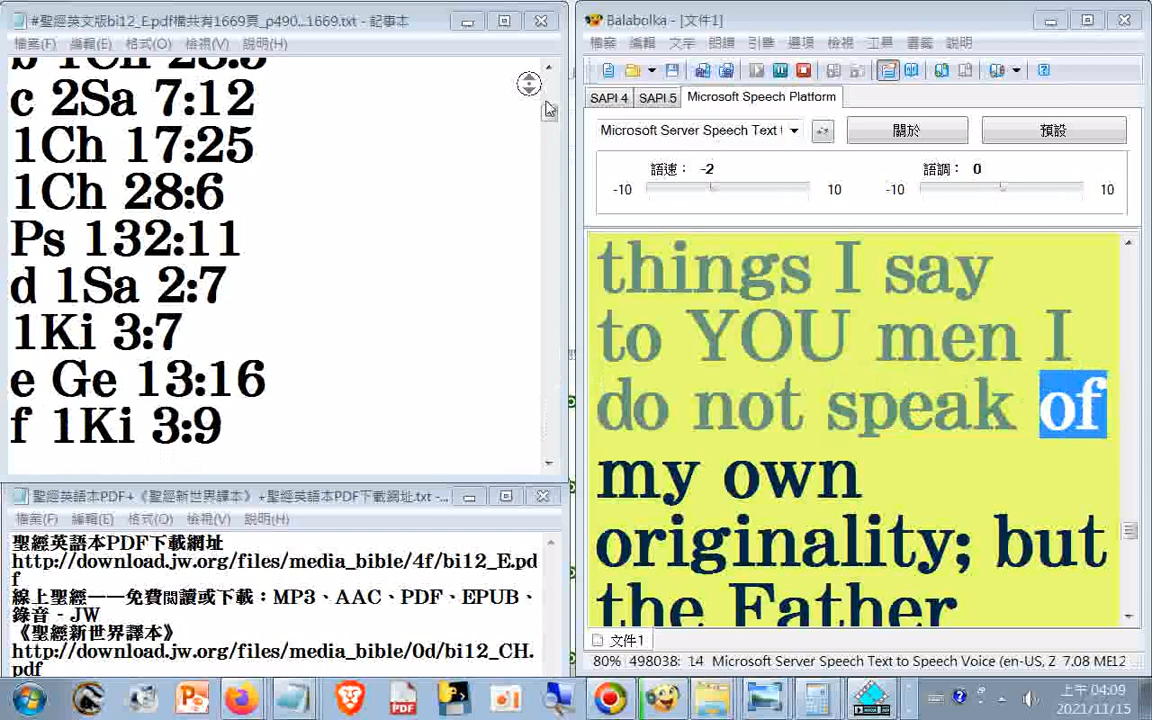 #聖經英文版bi12_E.pdf檔共有1669頁_p490...1669.txt - 記事本
檔案(F) 編輯(E) 格式(O) 檢視(V) 說明(H)
b 1Ch 28:5
c 2Sa 7:12
1Ch 17:25
1Ch 28:6
Ps 132:11
d 1Sa 2:7
1Ki 3:7
e Ge 13:16
f 1Ki 3:9
聖經英語本PDF+《聖經新世界譯本》+聖經英語本PDF下載網址.txt - ...
檔案(F) 編輯(E) 格式(O) 檢視(V) 說明(H)
聖經英語本PDF下載網址
http://download.jw.org/files/media_bible/4f/bi12_E.pd
f
線上聖經——免費閱讀或下載：MP3、AAC、PDF、EPUB、
錄音 - JW
《聖經新世界譯本》
http://download.jw.org/files/media_bible/0d/bi12_CH.
pdf
Balabolka - [文件1]
檔案 編輯 文字 朗讀 引擎 選項 檢視 工具 書籤 說明
SAPI 4 SAPI 5 Microsoft Speech Platform
Microsoft Server Speech Text 關於 預設
語速： -2 語調： 0
-10 10 -10 10
things I say
to YOU men I
do not speak of
my own
originality; but
the Father
文件1
80% 498038: 14 Microsoft Server Speech Text to Speech Voice (en-US, Z 7.08 ME12
PDF
上午 04:09
2021/11/15